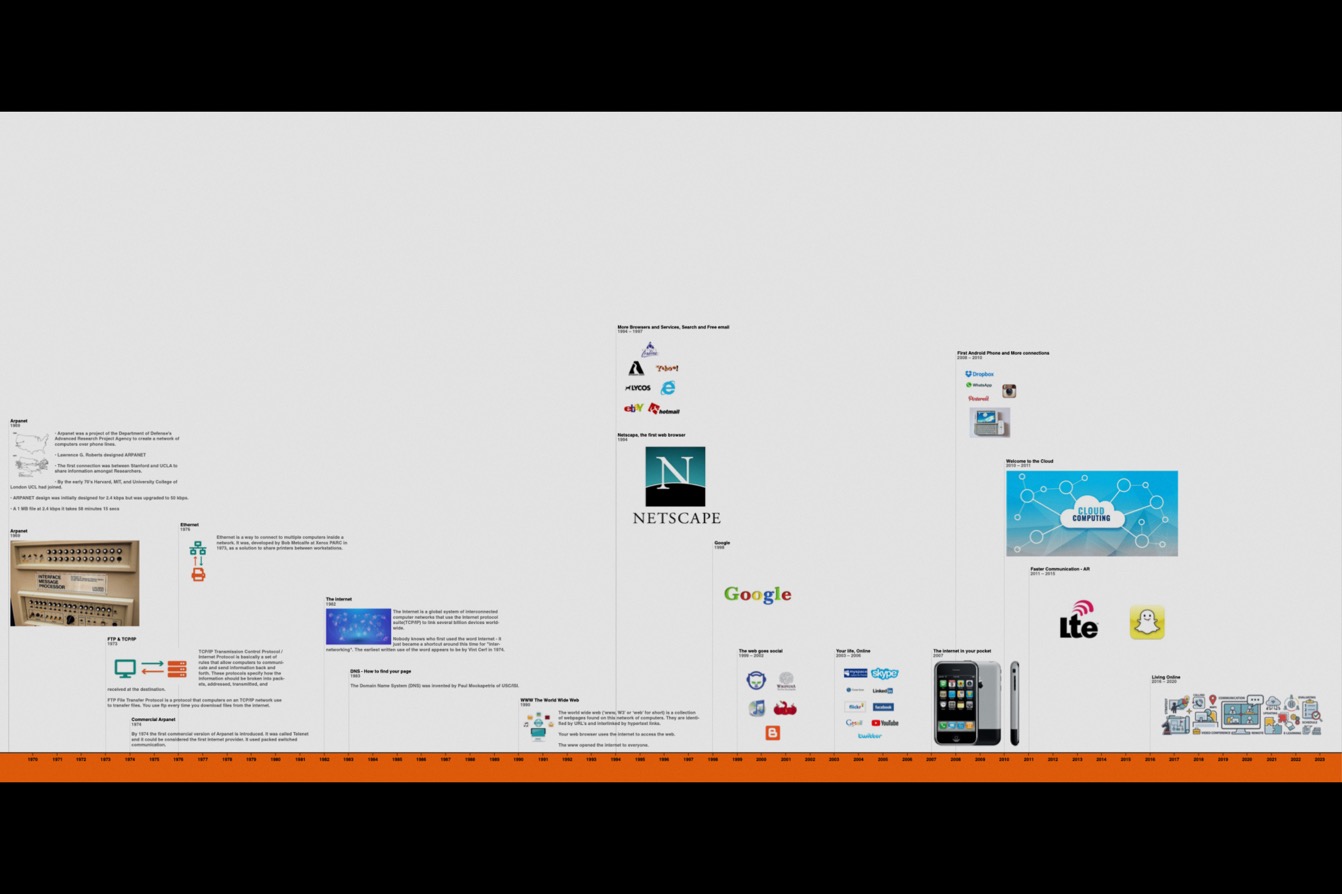 More Browsers and Services, Search and Free email
1994 – 1997
Yahoo!
LYCOS
ebY
hotmail
Netscape, the first web browser
1994
N
NETSCAPE
First Android Phone and More connections
2008 – 2010
Dropbox
WhatsApp
Pinterest
Arpanet
1969
- Arpanet was a project of the Department of Defense's
Advanced Research Project Agency to create a network of
computers over phone lines.
- Lawrence G. Roberts designed ARPANET
- The first connection was between Stanford and UCLA to
share information amongst Researchers.
- By the early 70's Harvard, MIT, and University College of
London UCL had joined.
- ARPANET design was initially designed for 2.4 kbps but was upgraded to 50 kbps.
- A 1 MB file at 2.4 kbps it takes 58 minutes 15 secs
Arpanet
1969
INTERFACE
MESSAGE
PROCESSOR
Ethernet
1976
Ethernet is a way to connect to multiple computers inside a
network. It was, developed by Bob Metcalfe at Xerox PARC in
1973, as a solution to share printers between workstations.
Welcome to the Cloud
2010 – 2011
CLOUD
COMPUTING
Google
1998
Google
Faster Communication - AR
2011 – 2015
Lte
The Internet
1982
The Internet is a global system of interconnected
computer networks that use the Internet protocol
suite(TCP/IP) to link several billion devices world-
wide.
Nobody knows who first used the word Internet - it
just became a shortcut around this time for "inter-
networking". The earliest written use of the word appears to be by Vint Cerf in 1974.
FTP & TCP/IP
1973
TCP/IP Transmission Control Protocol /
Internet Protocol is basically a set of
rules that allow computers to communi-
cate and send information back and
forth. These protocols specify how the
information should be broken into pack-
ets, addressed, transmitted, and
received at the destination.
FTP File Transfer Protocol is a protocol that computers on an TCP/IP network use
to transfer files. You use ftp every time you download files from the internet.
Commercial Arpanet
1974
By 1974 the first commercial version of Arpanet is introduced. It was called Telenet
and it could be considered the first internet provider. It used packed switched
communication.
DNS - How to find your page
1983
The Domain Name System (DNS) was invented by Paul Mockapetris of USC/ISI.
WWW The World Wide Web
1990
The world wide web ('www, W3' or 'web' for short) is a collection
of webpages found on this network of computers. They are identi-
fied by URL's and interlinked by hypertext links.
Your web browser uses the internet to access the web.
The www opened the internet to everyone.
The web goes social
1999 – 2002
Your life, Online
2003 – 2006
skype
LinkedIn
flickr
facebook
Gmail
YouTube
twitter
The internet in your pocket
2007
Living Online
2016 – 2020
1970 1971 1972 1973 1974 1975 1976 1977 1978 1979 1980 1981 1982 1983 1984 1985 1986 1987 1988 1989 1990 1991 1992 1993 1994 1995 1996 1997 1998 1999 2000 2001 2002 2003 2004 2005 2006 2007 2008 2009 2010 2011 2012 2013 2014 2015 2016 2017 2018 2019 2020 2021 2022 2023